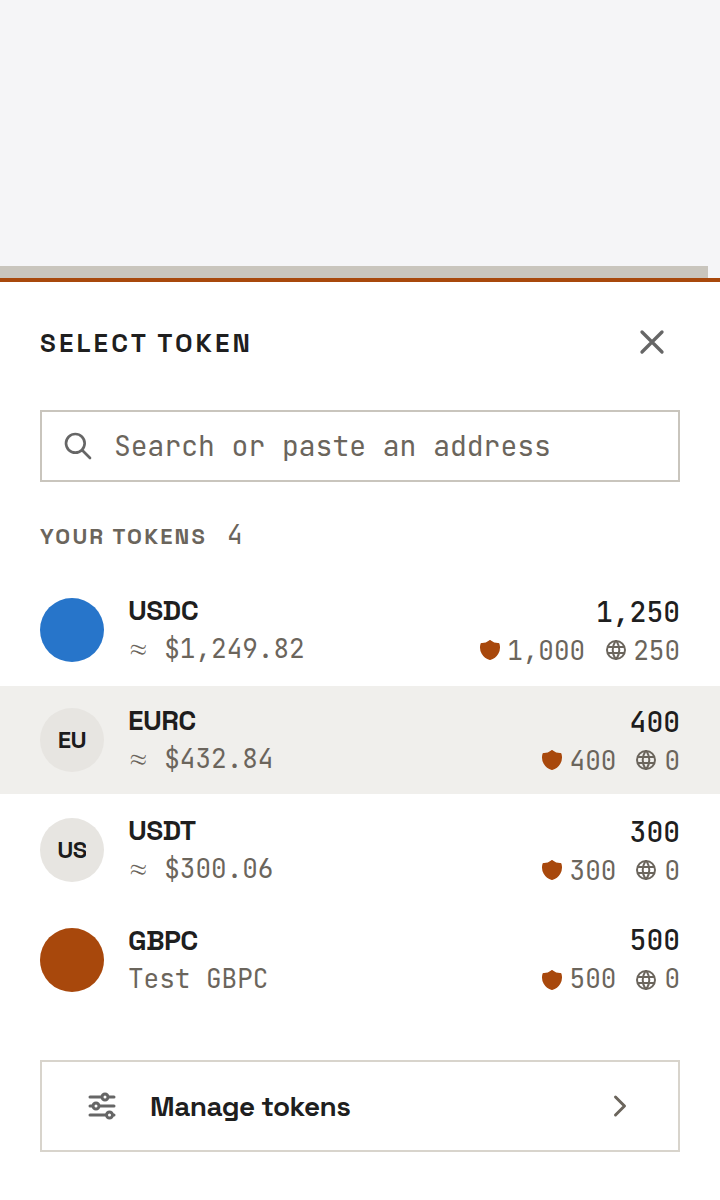 SELECT TOKEN
Search or paste an address
YOUR TOKENS 4
USDC 1,250
≈ $1,249.82 1,000 250
EU EURC 400
≈ $432.84 400 0
US USDT 300
≈ $300.06 300 0
GBPC 500
Test GBPC 500 0
Manage tokens